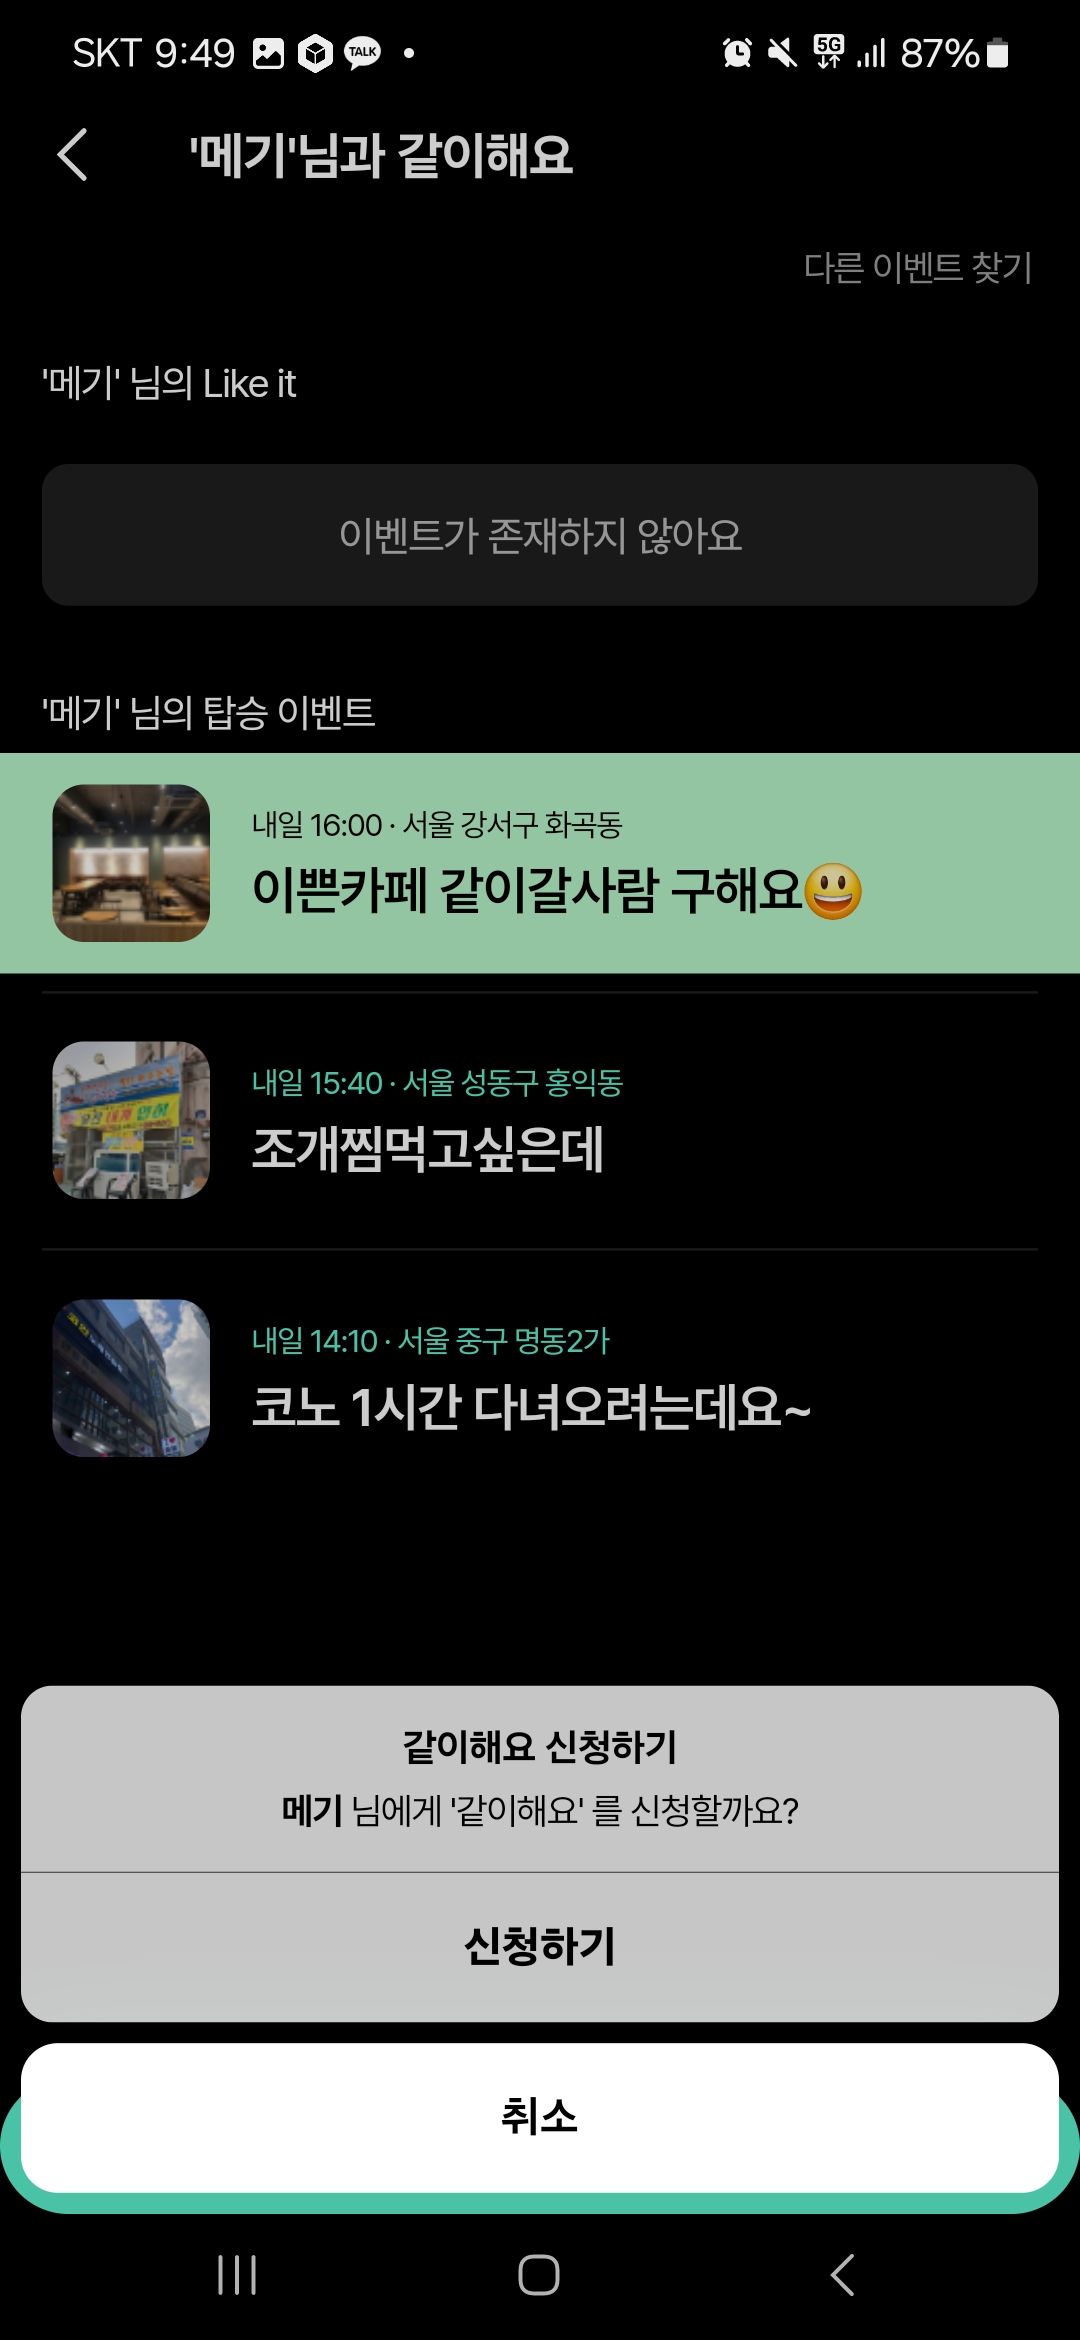 SKT 9:49 TALK 5G 87%
'메기'님과 같이해요
다른 이벤트 찾기
'메기' 님의 Like it
이벤트가 존재하지 않아요
'메기' 님의 탑승 이벤트
내일 16:00 · 서울 강서구 화곡동
이쁜카페 같이갈사람 구해요😃
내일 15:40 · 서울 성동구 홍익동
조개찜먹고싶은데
내일 14:10 · 서울 중구 명동2가
코노 1시간 다녀오려는데요~
같이해요 신청하기
메기 님에게 '같이해요' 를 신청할까요?
신청하기
취소